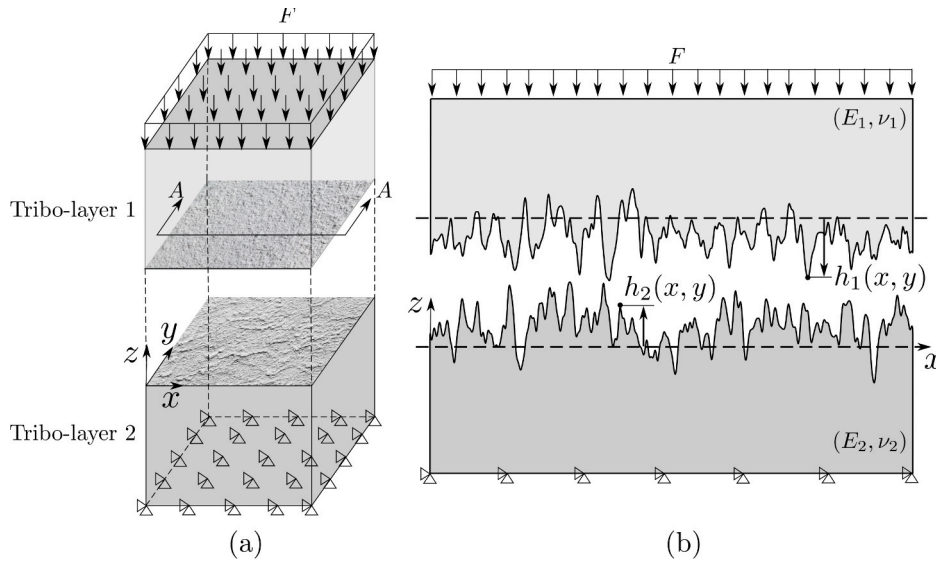 F
A
A
Tribo-layer 1
y
z
x
Tribo-layer 2
(a)
F
(E₁, ν₁)
h₁(x, y)
h₂(x, y)
z
x
(E₂, ν₂)
(b)